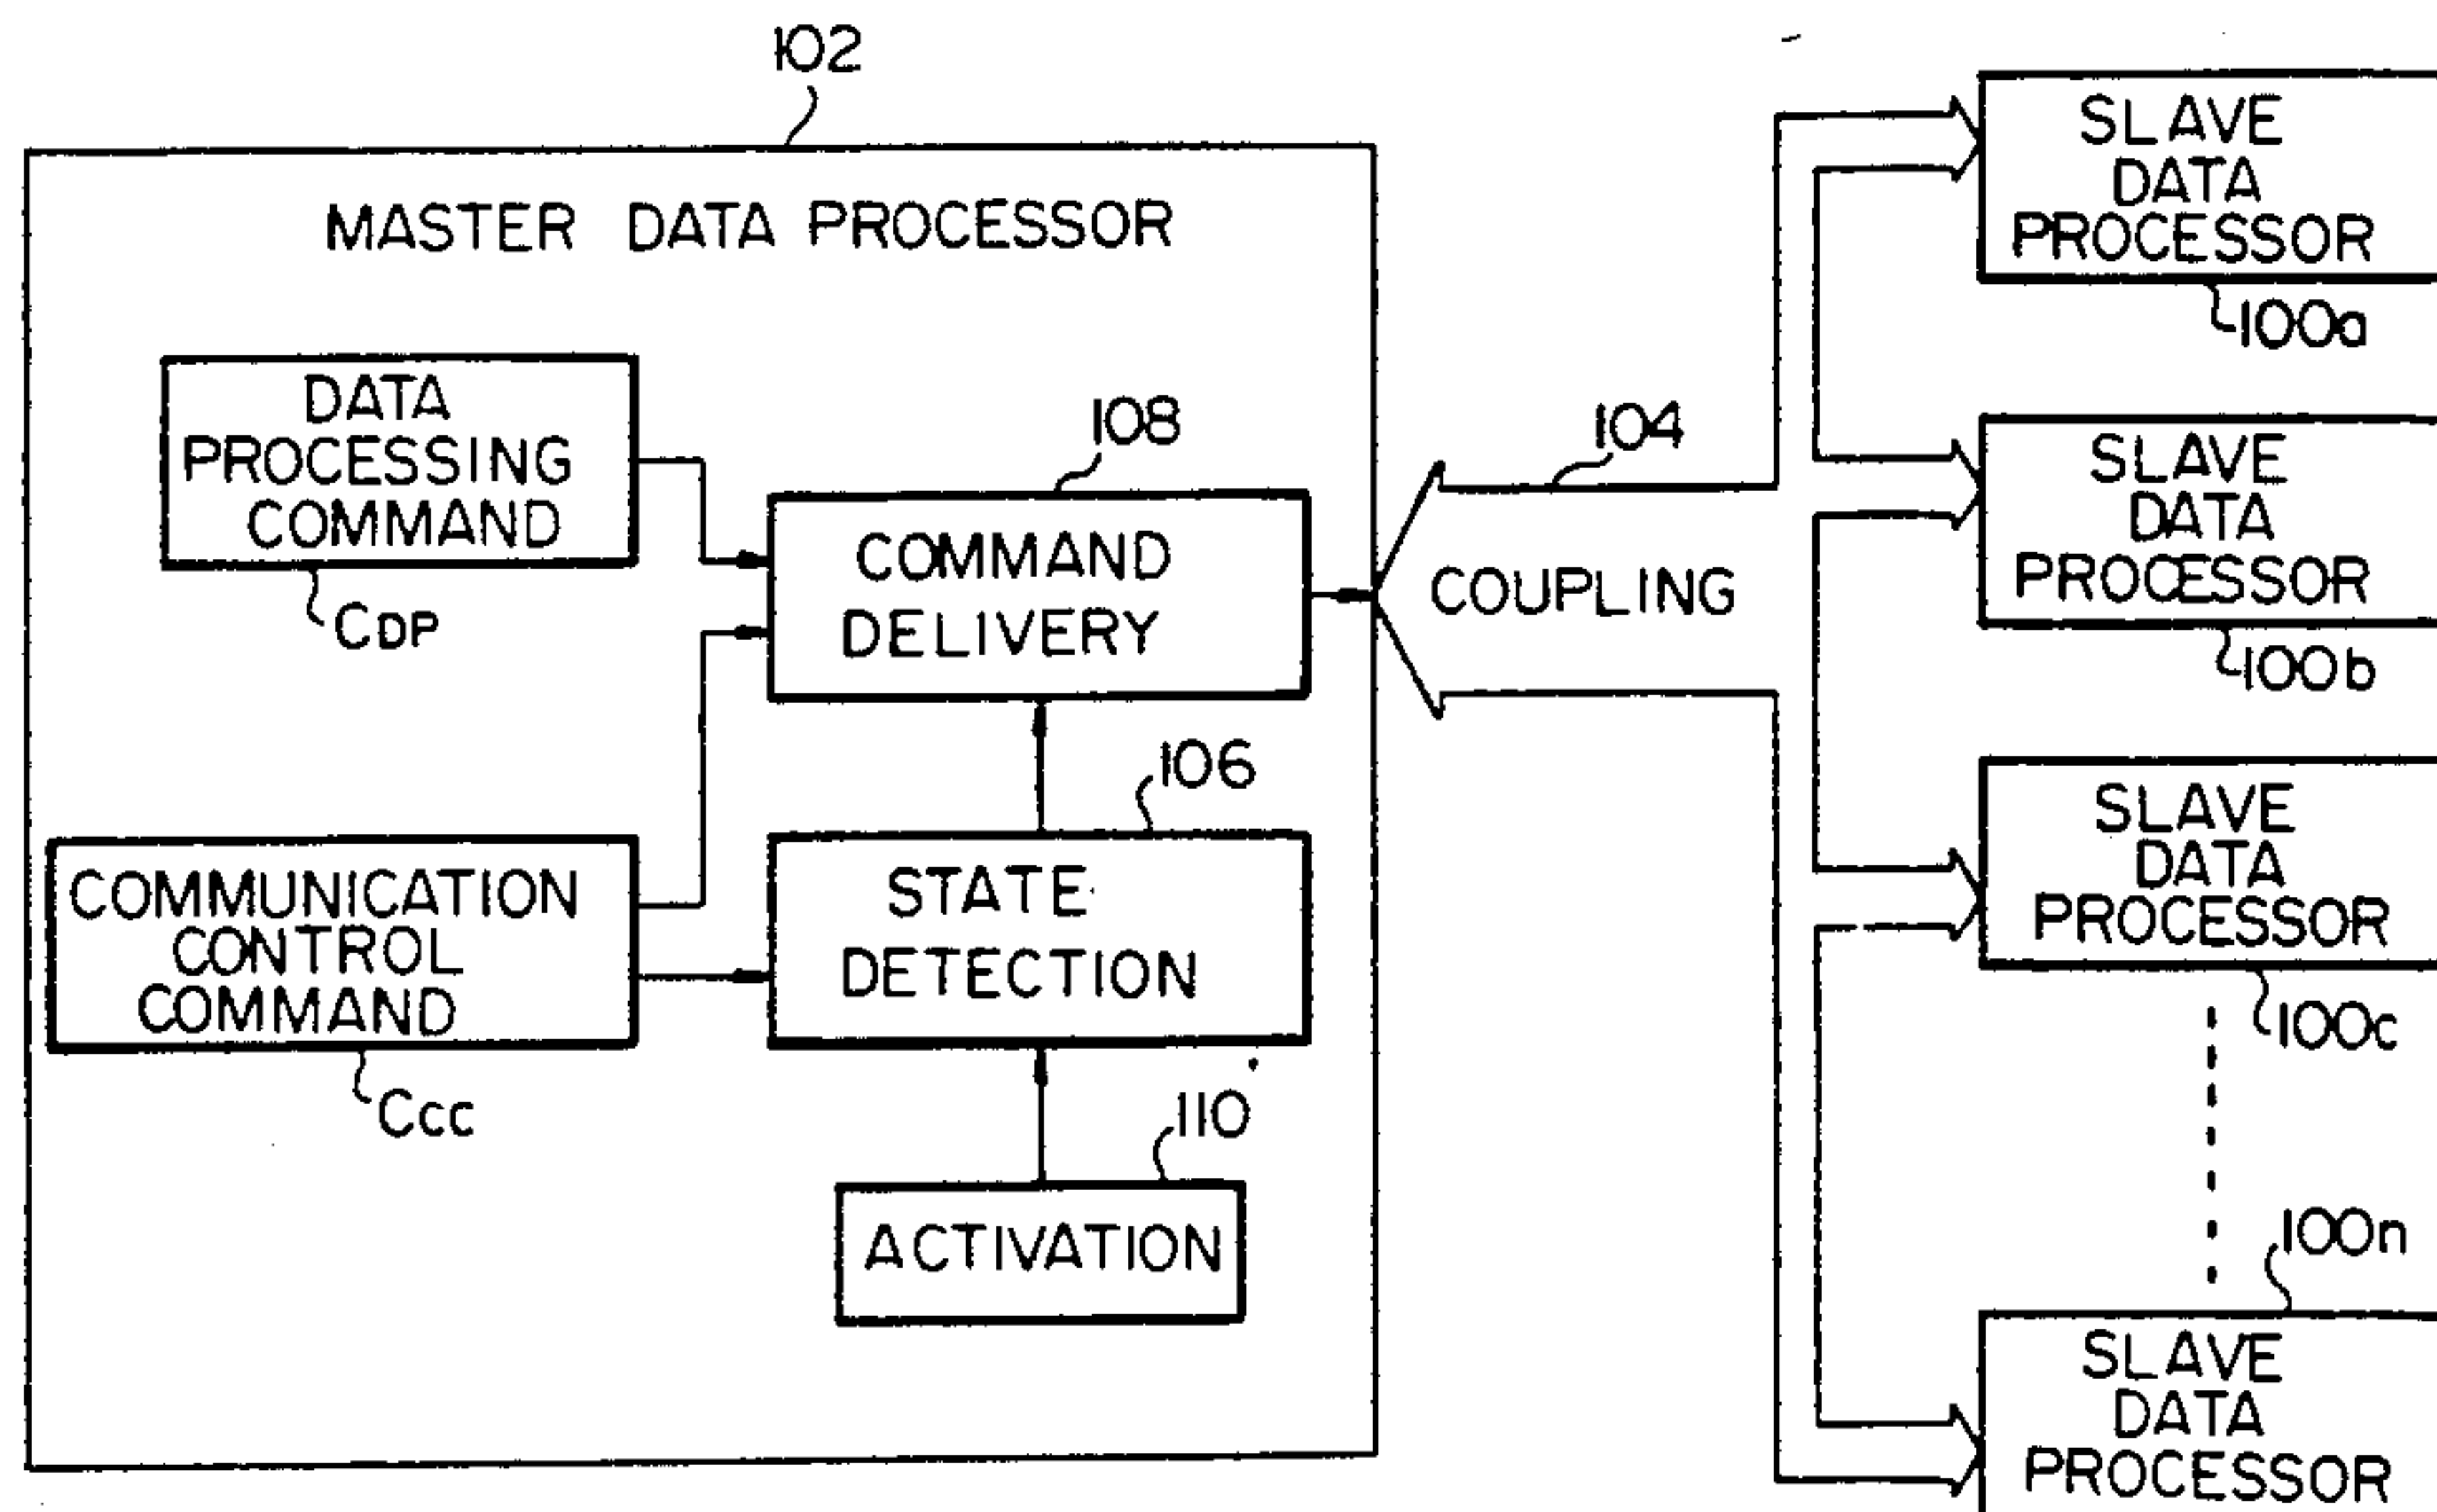 102
MASTER DATA PROCESSOR
DATA
PROCESSING
COMMAND
CDP
108
COMMAND
DELIVERY
104
COUPLING
COMMUNICATION
CONTROL
COMMAND
CCC
106
STATE
DETECTION
110
ACTIVATION
SLAVE
DATA
PROCESSOR
100a
SLAVE
DATA
PROCESSOR
100b
SLAVE
DATA
PROCESSOR
100c
100n
SLAVE
DATA
PROCESSOR